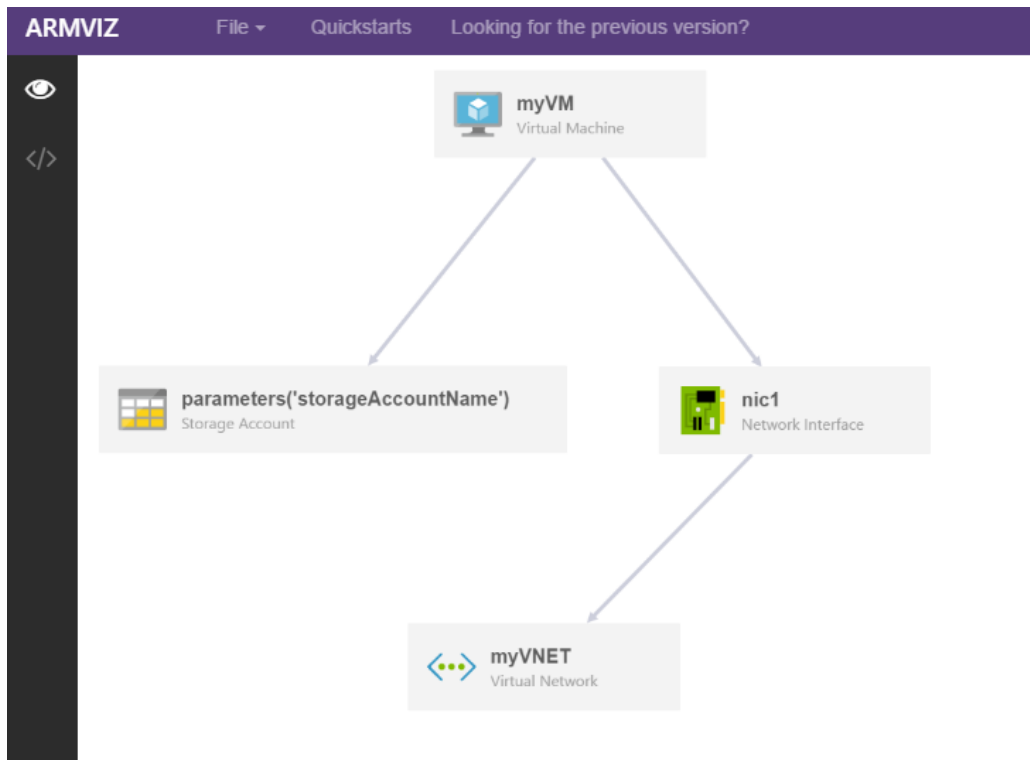 ARMVIZ File Quickstarts Looking for the previous version?
myVM
Virtual Machine
</>
parameters('storageAccountName')
Storage Account
nic1
Network Interface
myVNET
Virtual Network